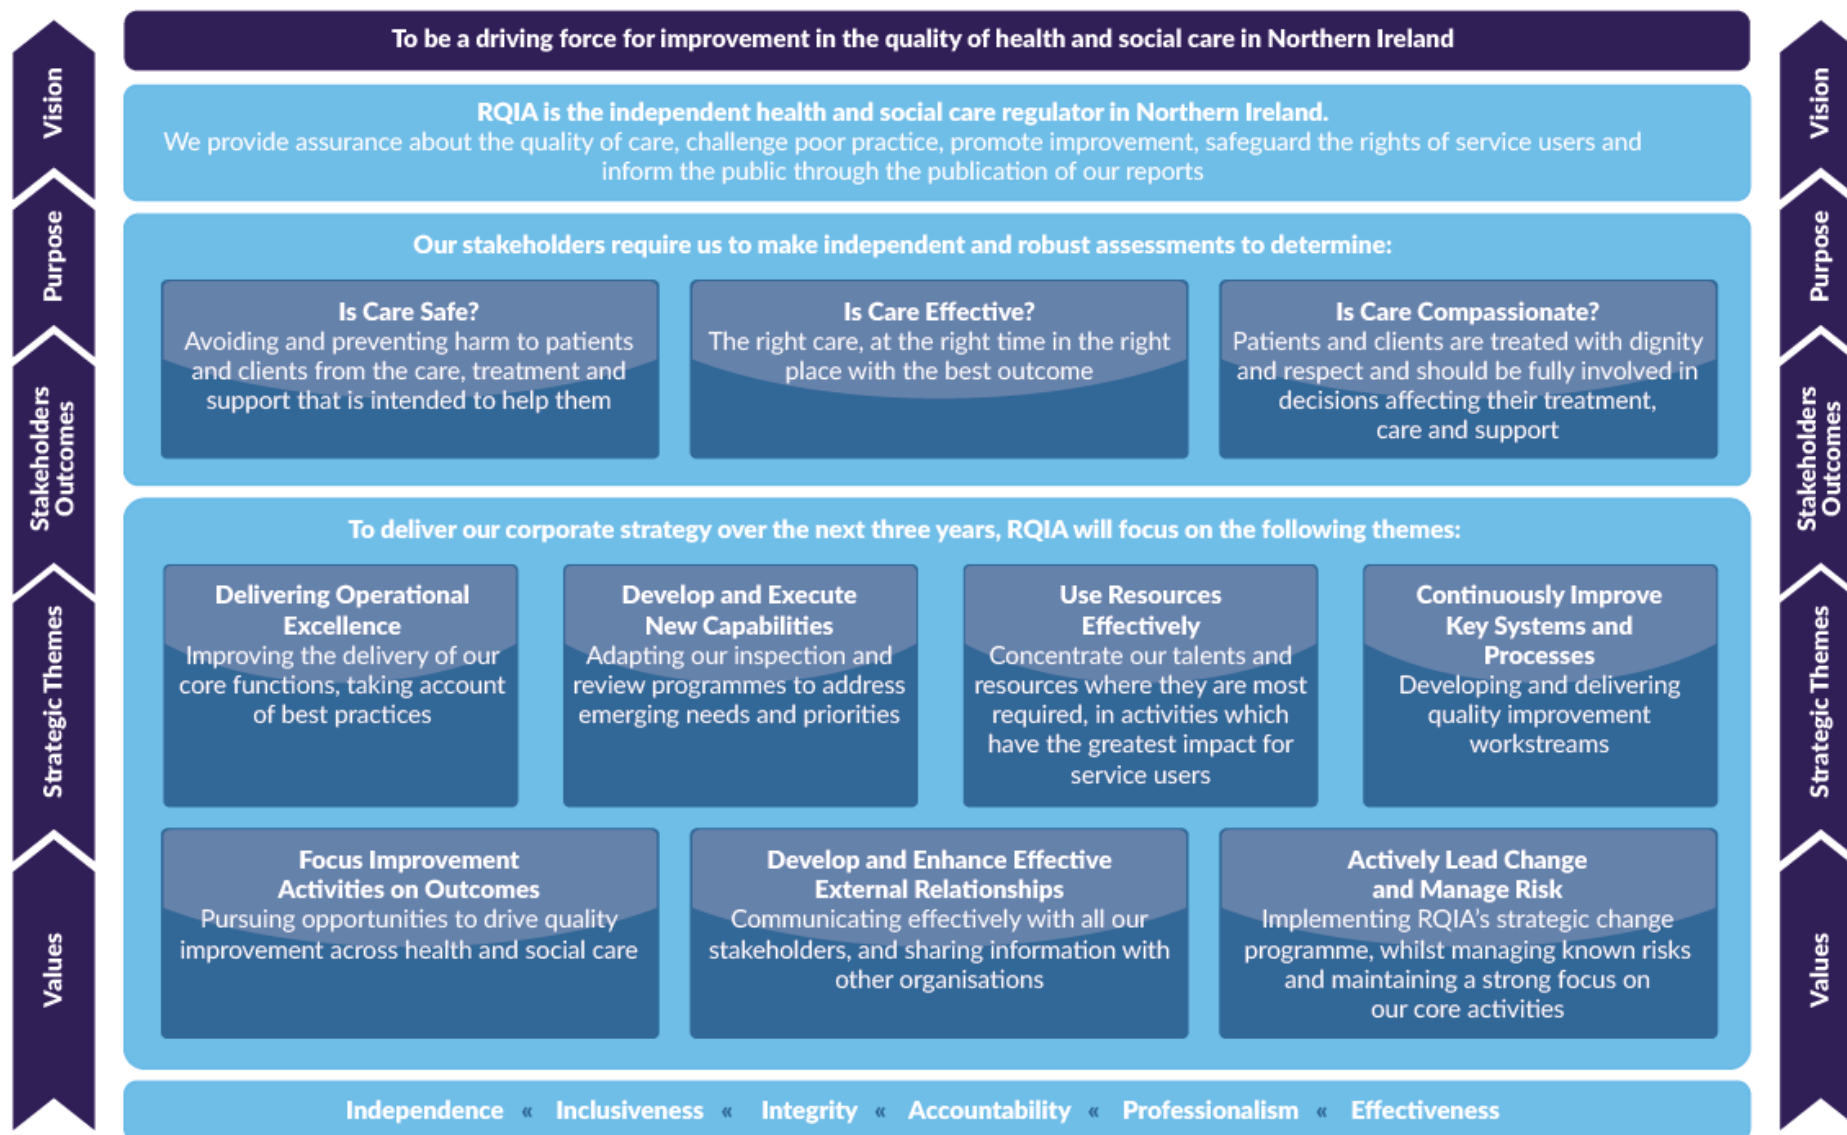 To be a driving force for improvement in the quality of health and social care in Northern Ireland
Vision
Vision
RQIA is the independent health and social care regulator in Northern Ireland.
We provide assurance about the quality of care, challenge poor practice, promote improvement, safeguard the rights of service users and
inform the public through the publication of our reports
Purpose
Purpose
Our stakeholders require us to make independent and robust assessments to determine:
Is Care Safe?
Avoiding and preventing harm to patients
and clients from the care, treatment and
support that is intended to help them
Is Care Effective?
The right care, at the right time in the right
place with the best outcome
Is Care Compassionate?
Patients and clients are treated with dignity
and respect and should be fully involved in
decisions affecting their treatment,
care and support
Stakeholders
Outcomes
Stakeholders
Outcomes
To deliver our corporate strategy over the next three years, RQIA will focus on the following themes:
Delivering Operational
Excellence
Improving the delivery of our
core functions, taking account
of best practices
Develop and Execute
New Capabilities
Adapting our inspection and
review programmes to address
emerging needs and priorities
Use Resources
Effectively
Concentrate our talents and
resources where they are most
required, in activities which
have the greatest impact for
service users
Continuously Improve
Key Systems and
Processes
Developing and delivering
quality improvement
workstreams
Strategic Themes
Strategic Themes
Focus Improvement
Activities on Outcomes
Pursuing opportunities to drive quality
improvement across health and social care
Develop and Enhance Effective
External Relationships
Communicating effectively with all our
stakeholders, and sharing information with
other organisations
Actively Lead Change
and Manage Risk
Implementing RQIA's strategic change
programme, whilst managing known risks
and maintaining a strong focus on
our core activities
Values
Values
Independence « Inclusiveness « Integrity « Accountability « Professionalism « Effectiveness